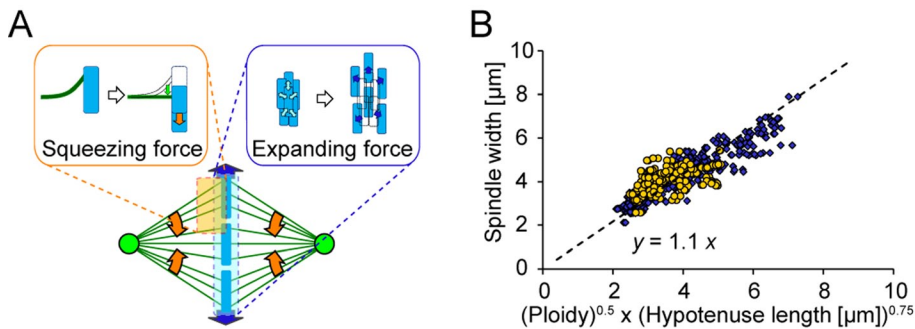 A
Squeezing force
Expanding force
B
Spindle width [µm]
10
8
6
4
2
0
y = 1.1 x
0 2 4 6 8 10
(Ploidy)^0.5 x (Hypotenuse length [µm])^0.75